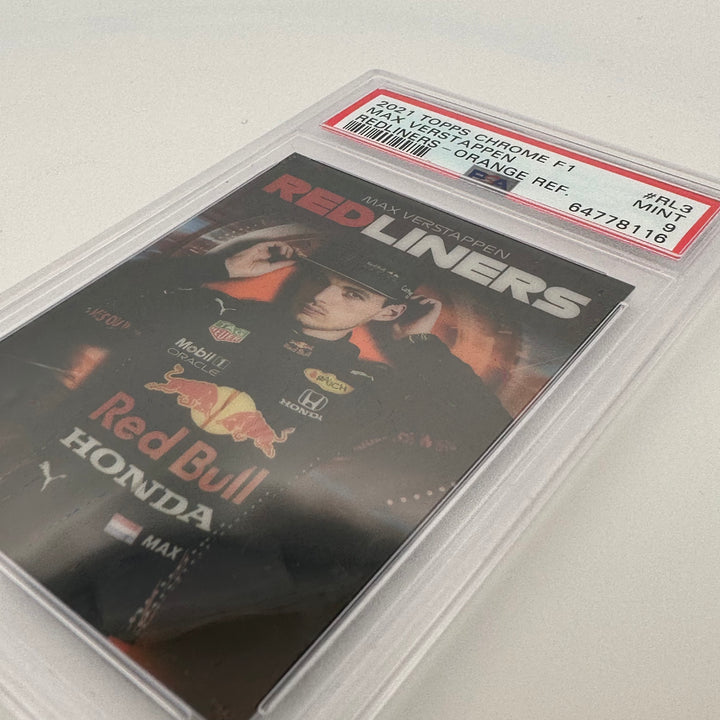 2021 TOPPS CHROME F1
MAX VERSTAPPEN
REDLINERS - ORANGE REF.
#RL3
MINT
9
PSA
64778116
MAX VERSTAPPEN
REDLINERS
TAG
Mobil 1
ORACLE
HONDA
Red Bull
HONDA
MAX